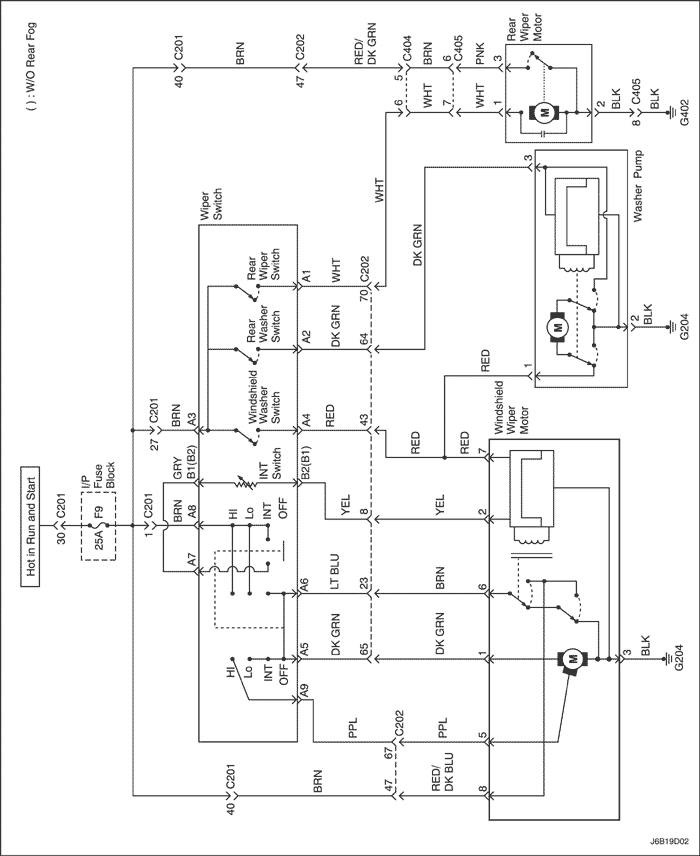 ( ) : W/O Rear Fog
Hot in Run and Start
30
C201
I/P
Fuse
Block
25A
F9
1
C201
BRN
27
C201
BRN
40
C201
BRN
47
C202
RED/
DK GRN
5
C404
BRN
6
C405
PNK
3
Rear
Wiper
Motor
6
WHT
7
WHT
1
M
2
BLK
8
C405
BLK
G402
WHT
Wiper
Switch
Rear
Wiper
Switch
A1
WHT
70
C202
Rear
Washer
Switch
A2
DK GRN
64
DK GRN
3
Washer Pump
M
1
2
BLK
G204
A3
Windshield
Washer
Switch
A4
RED
43
RED
RED
RED
GRY
B1(B2)
INT
Switch
B2(B1)
YEL
8
YEL
A8
A7
HI
Lo
INT
OFF
A6
LT BLU
23
BRN
HI
Lo
INT
OFF
A5
DK GRN
65
DK GRN
A9
PPL
67
C202
PPL
40
C201
BRN
47
RED/
DK BLU
Windshield
Wiper
Motor
7
2
6
1
5
8
M
3
BLK
G204
J6B19D02